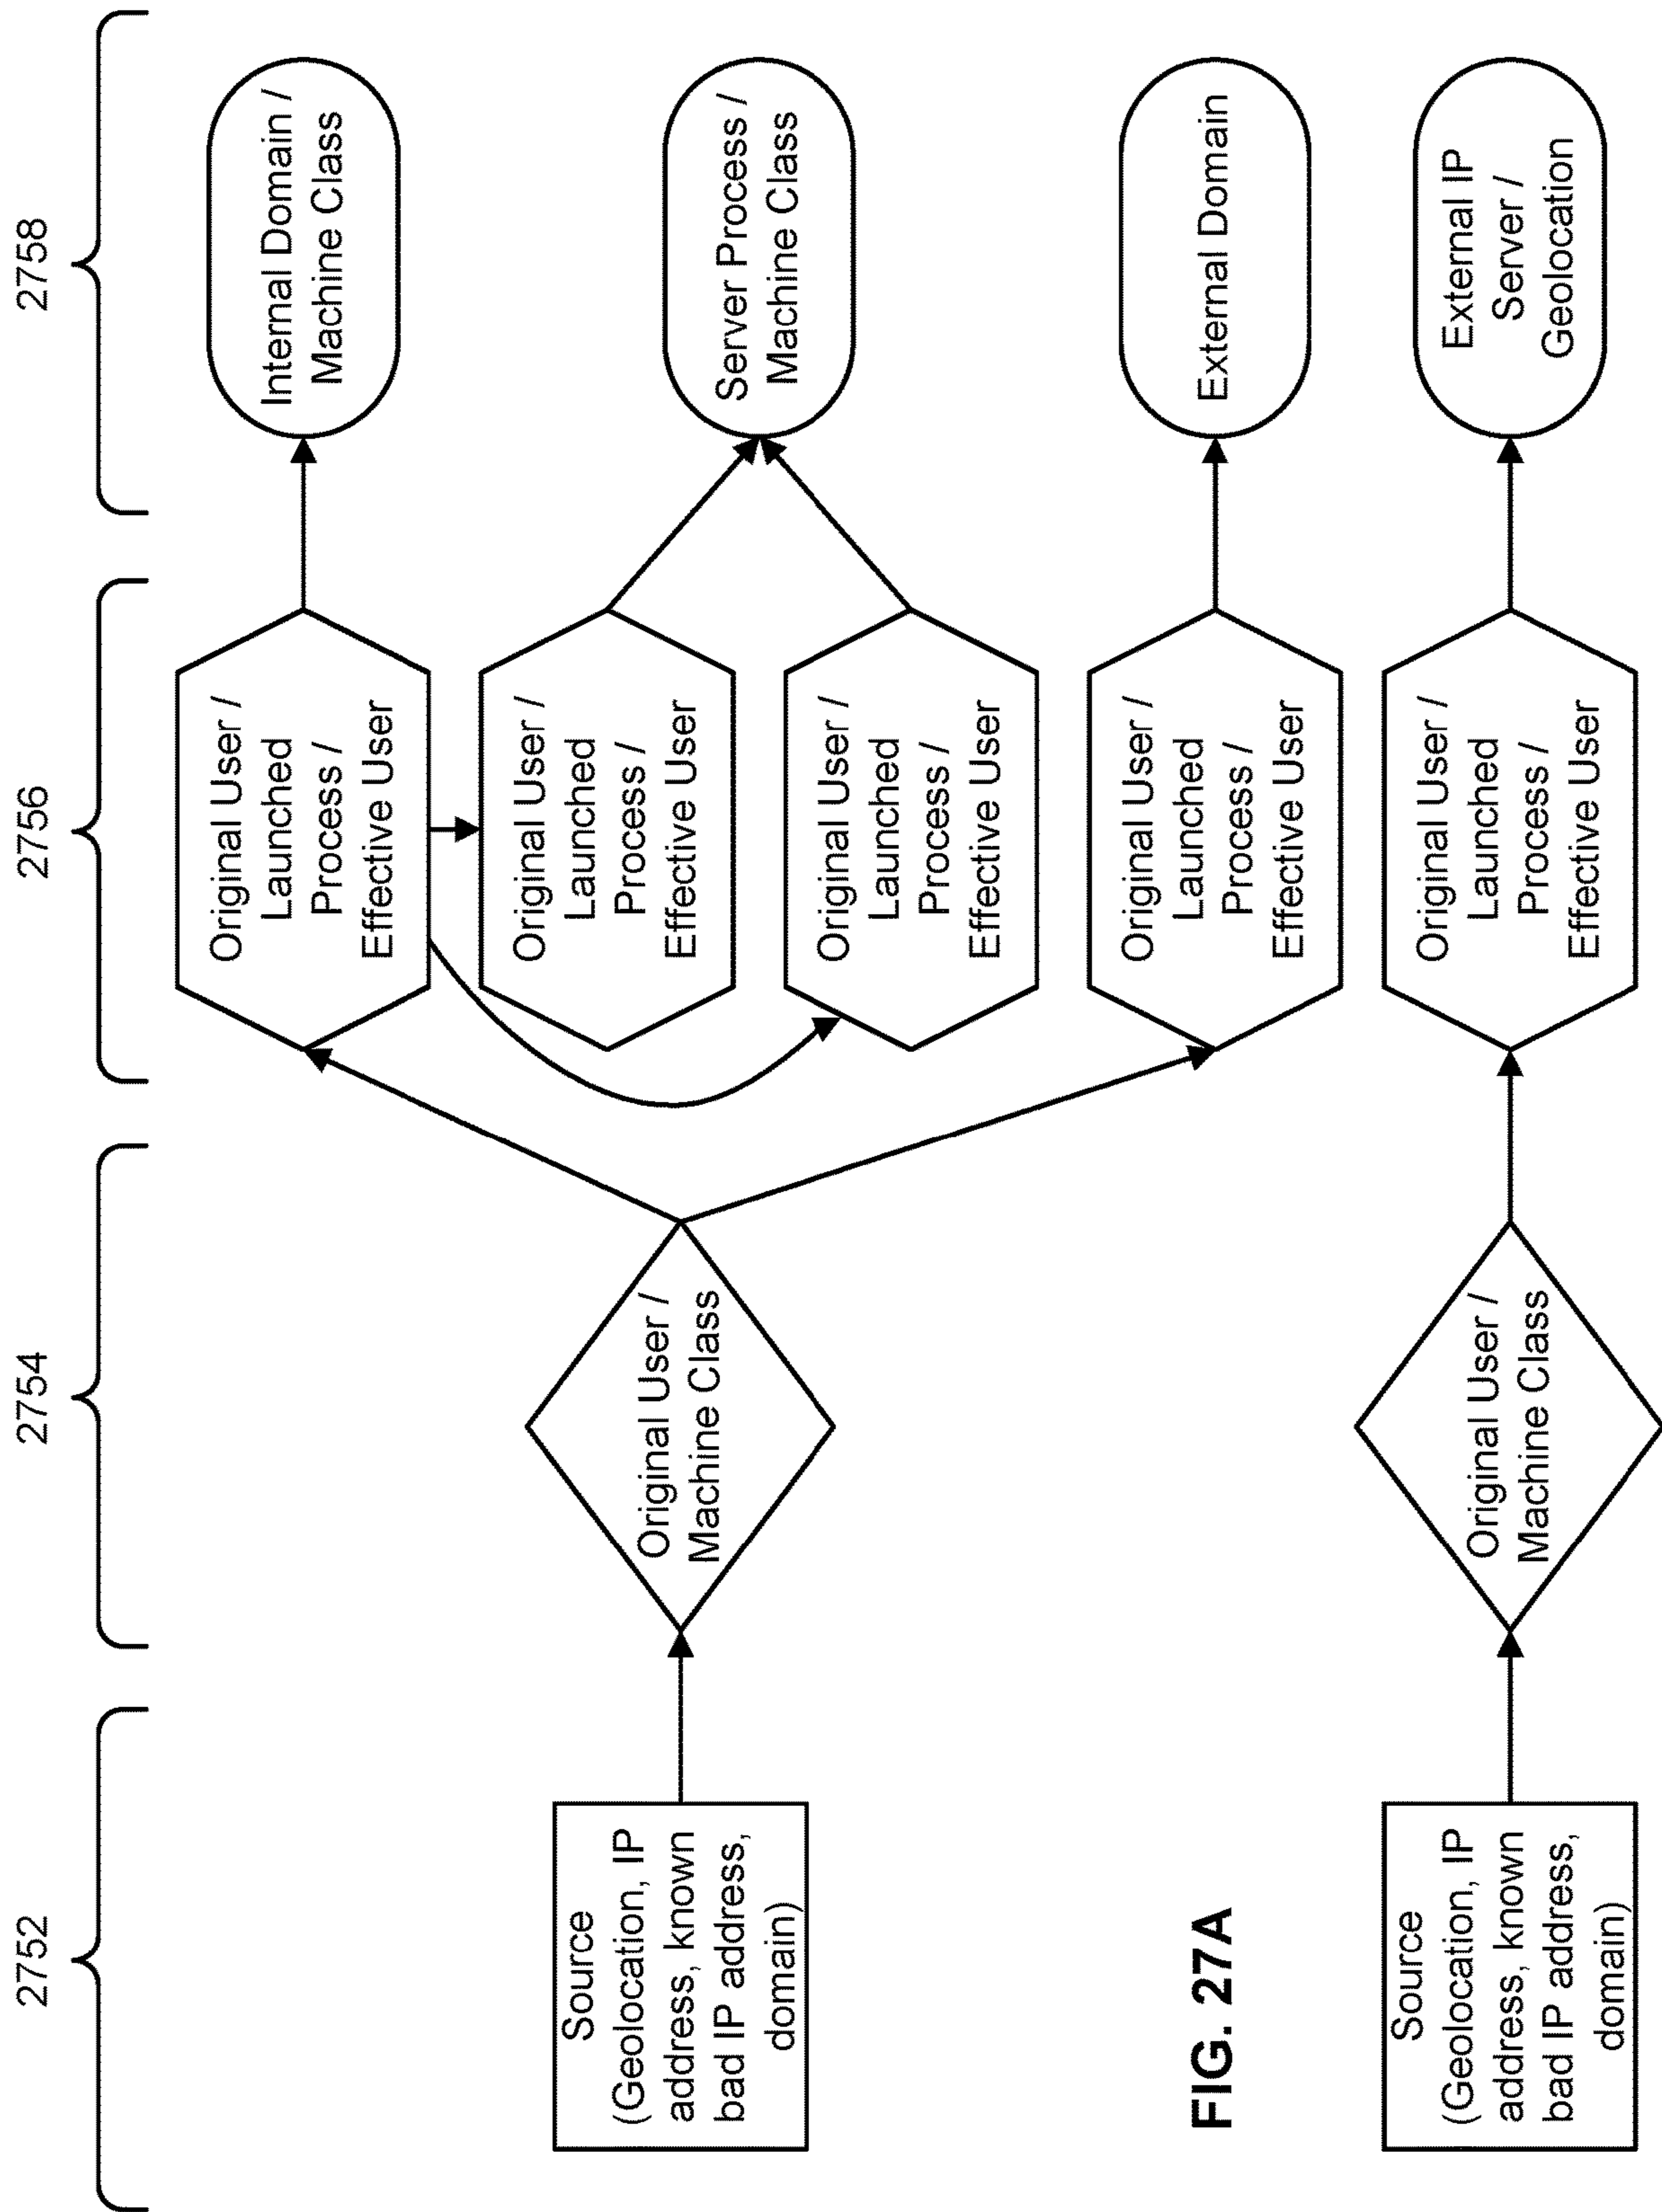 2752
2754
2756
2758
Source
(Geolocation, IP
address, known
bad IP address,
domain)
Original User /
Machine Class
Original User /
Launched
Process /
Effective User
Internal Domain /
Machine Class
Original User /
Launched
Process /
Effective User
Original User /
Launched
Process /
Effective User
Server Process /
Machine Class
Original User /
Launched
Process /
Effective User
External Domain
FIG. 27A
Source
(Geolocation, IP
address, known
bad IP address,
domain)
Original User /
Machine Class
Original User /
Launched
Process /
Effective User
External IP
Server /
Geolocation